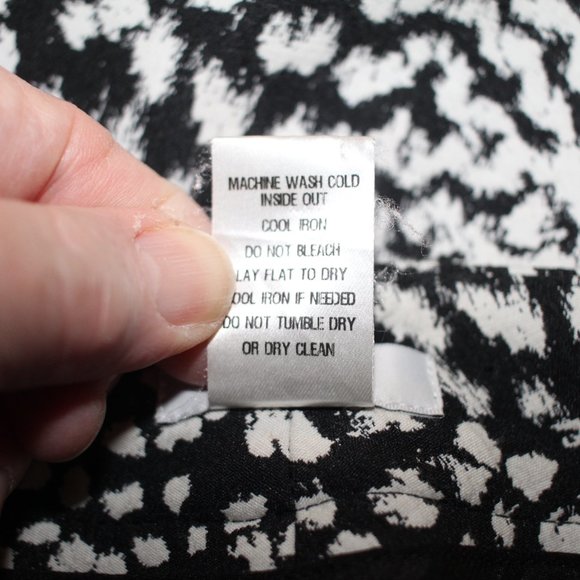 MACHINE WASH COLD
INSIDE OUT
COOL IRON
DO NOT BLEACH
LAY FLAT TO DRY
COOL IRON IF NEEDED
DO NOT TUMBLE DRY
OR DRY CLEAN